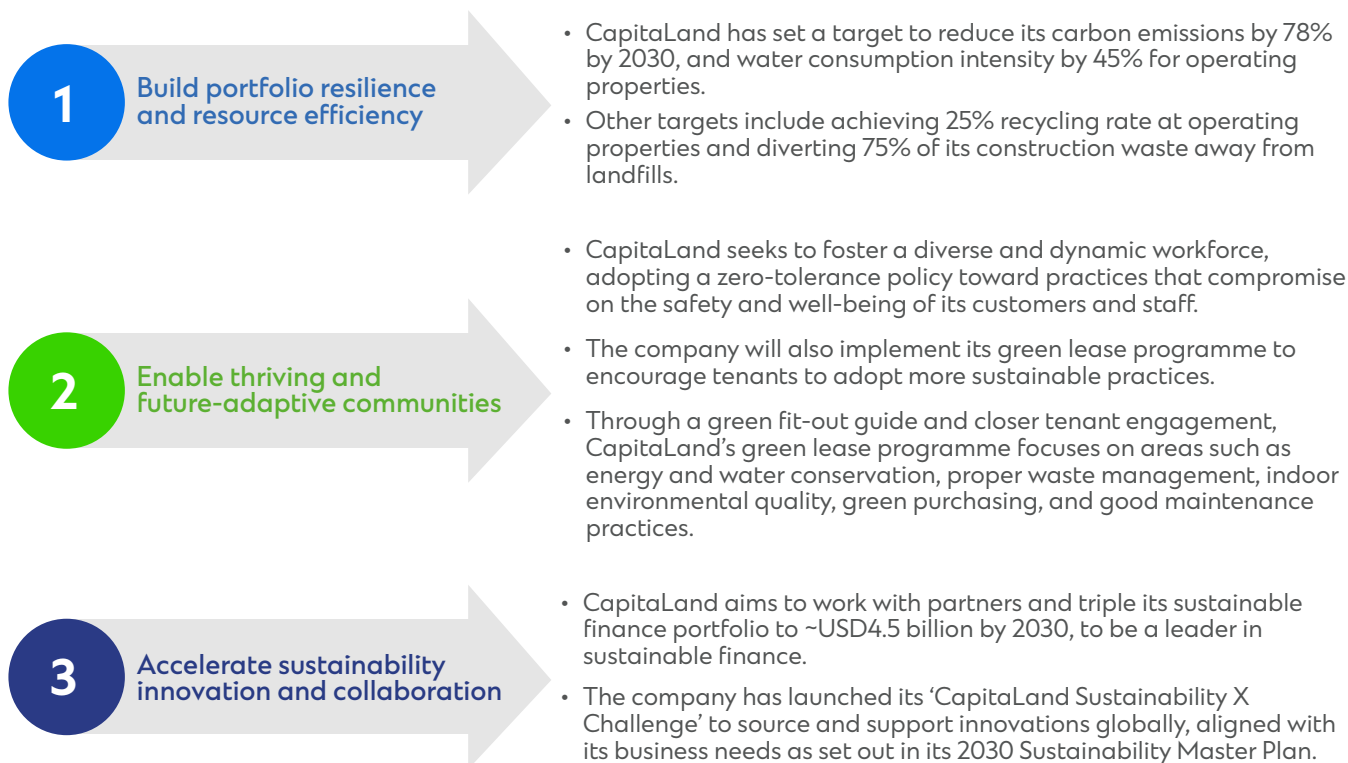 1
Build portfolio resilience
and resource efficiency
• CapitaLand has set a target to reduce its carbon emissions by 78%
by 2030, and water consumption intensity by 45% for operating
properties.
• Other targets include achieving 25% recycling rate at operating
properties and diverting 75% of its construction waste away from
landfills.
2
Enable thriving and
future-adaptive communities
• CapitaLand seeks to foster a diverse and dynamic workforce,
adopting a zero-tolerance policy toward practices that compromise
on the safety and well-being of its customers and staff.
• The company will also implement its green lease programme to
encourage tenants to adopt more sustainable practices.
• Through a green fit-out guide and closer tenant engagement,
CapitaLand’s green lease programme focuses on areas such as
energy and water conservation, proper waste management, indoor
environmental quality, green purchasing, and good maintenance
practices.
3
Accelerate sustainability
innovation and collaboration
• CapitaLand aims to work with partners and triple its sustainable
finance portfolio to ~USD4.5 billion by 2030, to be a leader in
sustainable finance.
• The company has launched its ‘CapitaLand Sustainability X
Challenge’ to source and support innovations globally, aligned with
its business needs as set out in its 2030 Sustainability Master Plan.